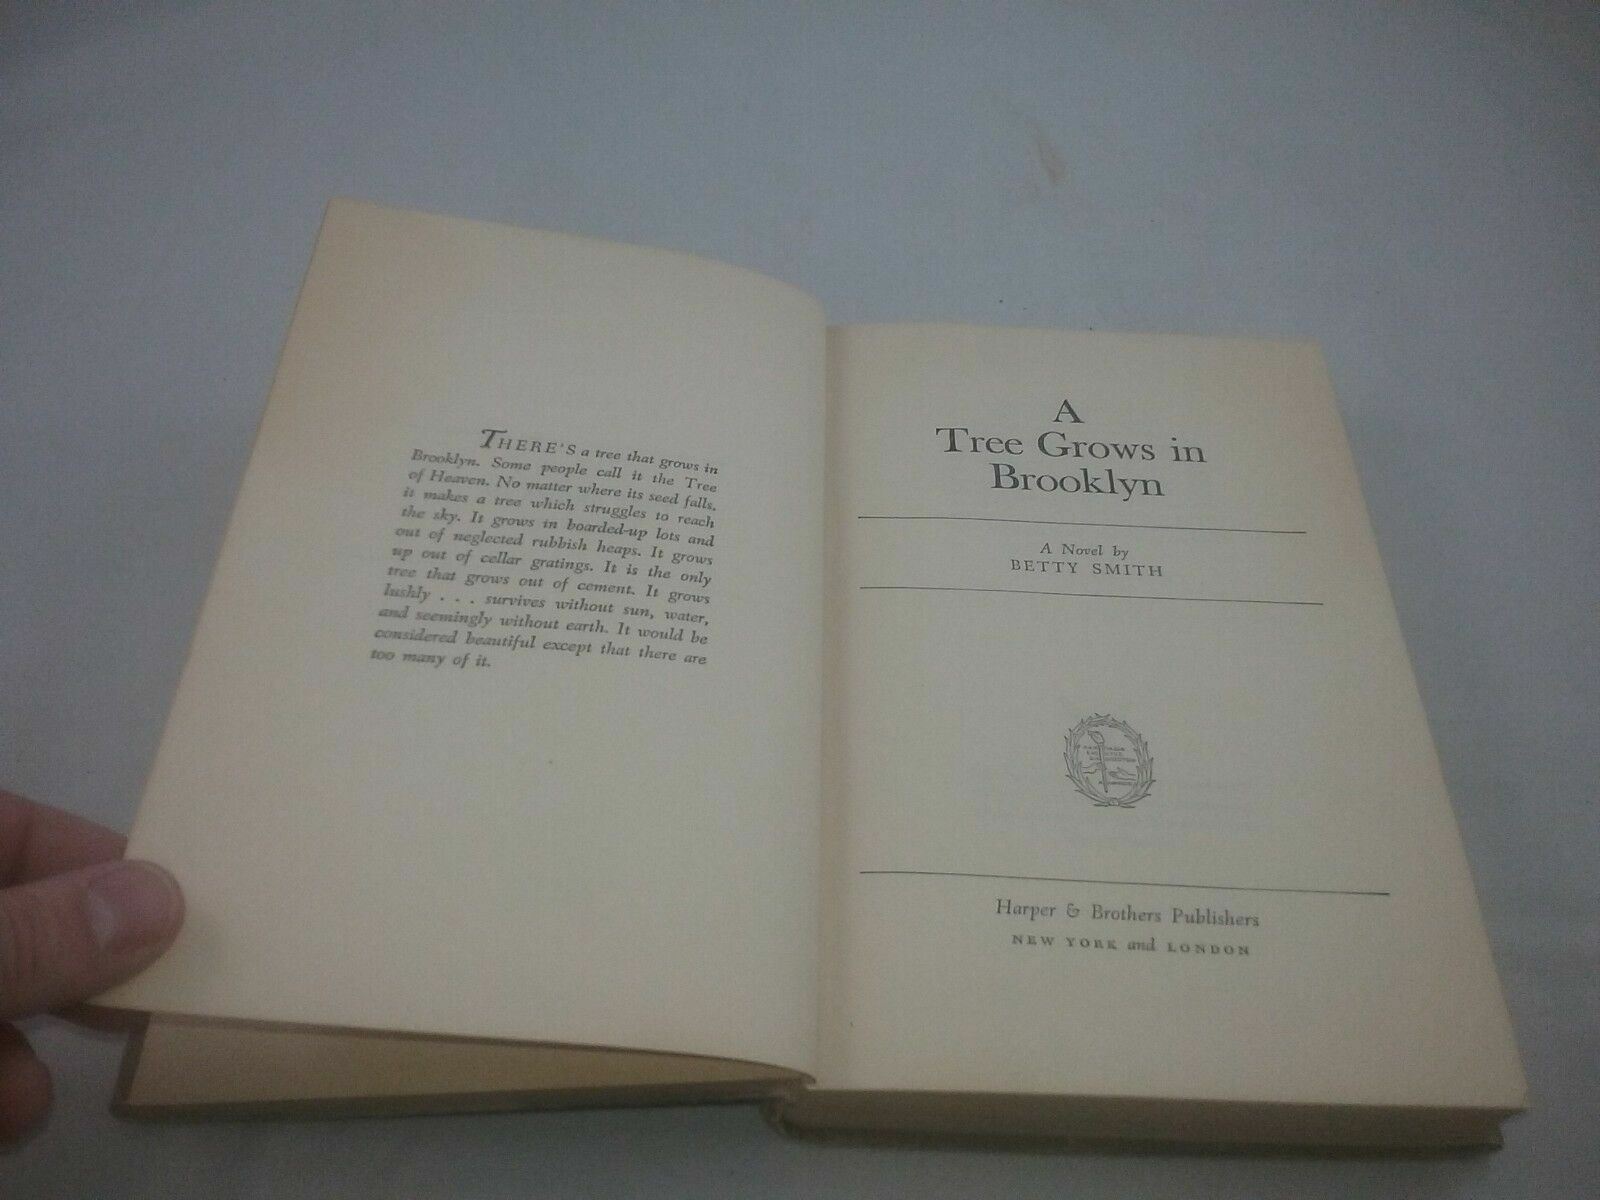 THERE'S a tree that grows in
Brooklyn. Some people call it the Tree
of Heaven. No matter where its seed falls,
it makes a tree which struggles to reach
the sky. It grows in boarded-up lots and
out of neglected rubbish heaps. It grows
up out of cellar gratings. It is the only
tree that grows out of cement. It grows
lushly . . . survives without sun, water,
and seemingly without earth. It would be
considered beautiful except that there are
too many of it.
A
Tree Grows in
Brooklyn
A Novel by
BETTY SMITH
Harper & Brothers Publishers
NEW YORK and LONDON